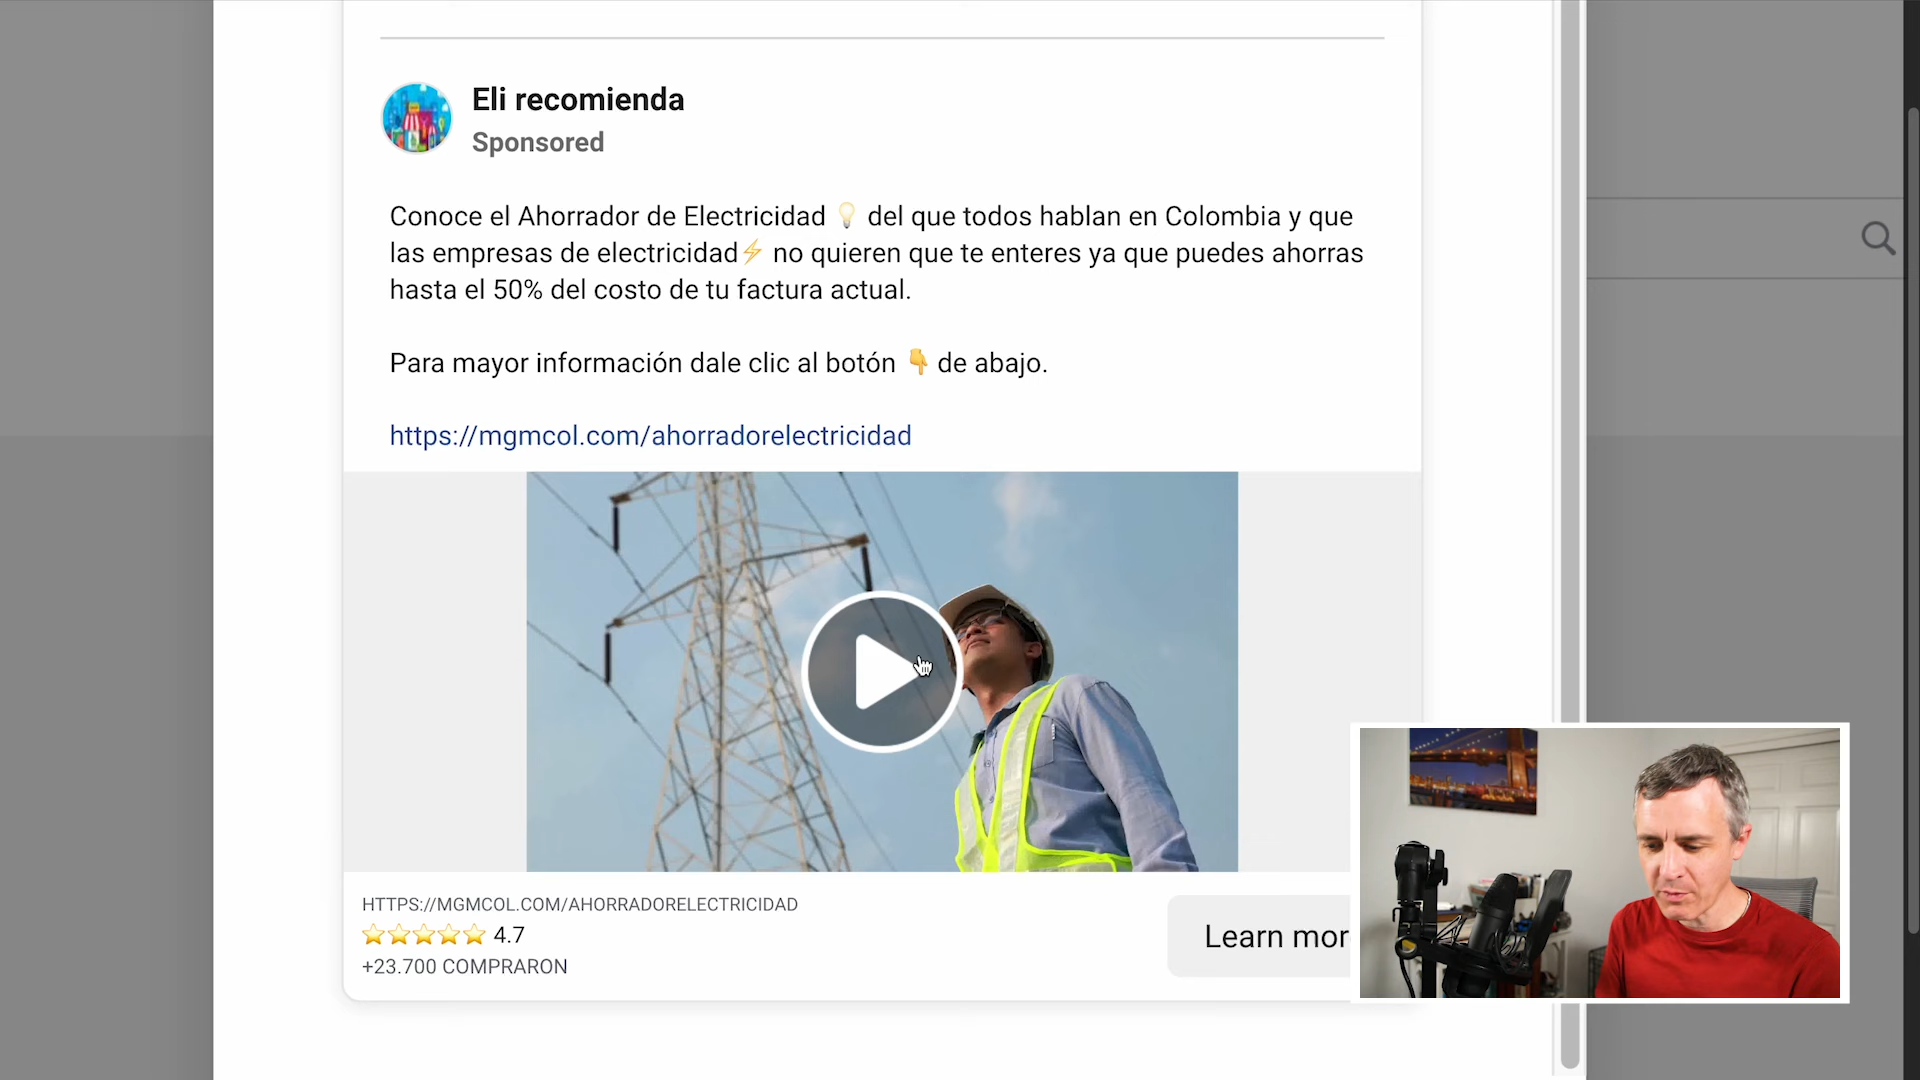 Eli recomienda
Sponsored
Conoce el Ahorrador de Electricidad 💡 del que todos hablan en Colombia y que
las empresas de electricidad⚡ no quieren que te enteres ya que puedes ahorras
hasta el 50% del costo de tu factura actual.
Para mayor información dale clic al botón 👇 de abajo.
https://mgmcol.com/ahorradorelectricidad
HTTPS://MGMCOL.COM/AHORRADORELECTRICIDAD
⭐⭐⭐⭐⭐ 4.7
+23.700 COMPRARON
Learn mor